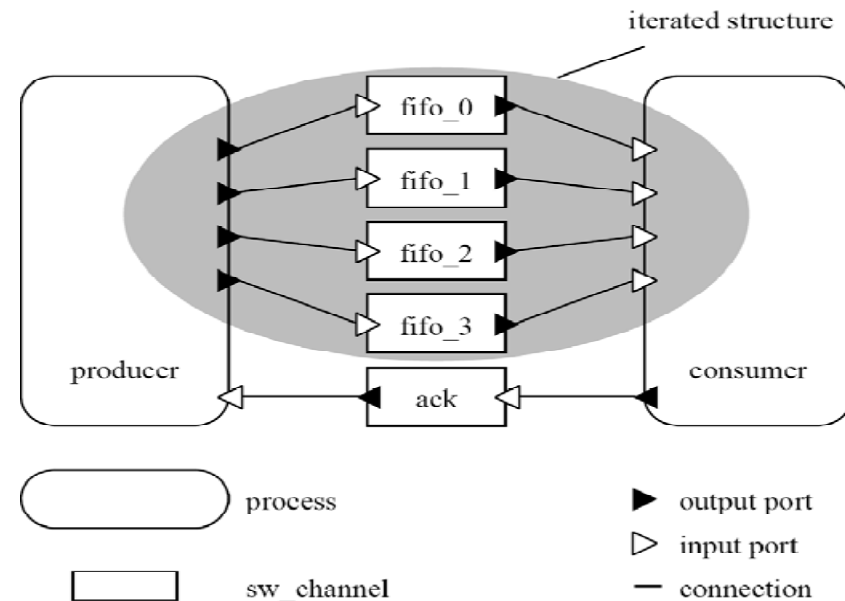 iterated structure
fifo_0
fifo_1
fifo_2
fifo_3
producer
consumer
ack
process
output port
input port
sw_channel
connection